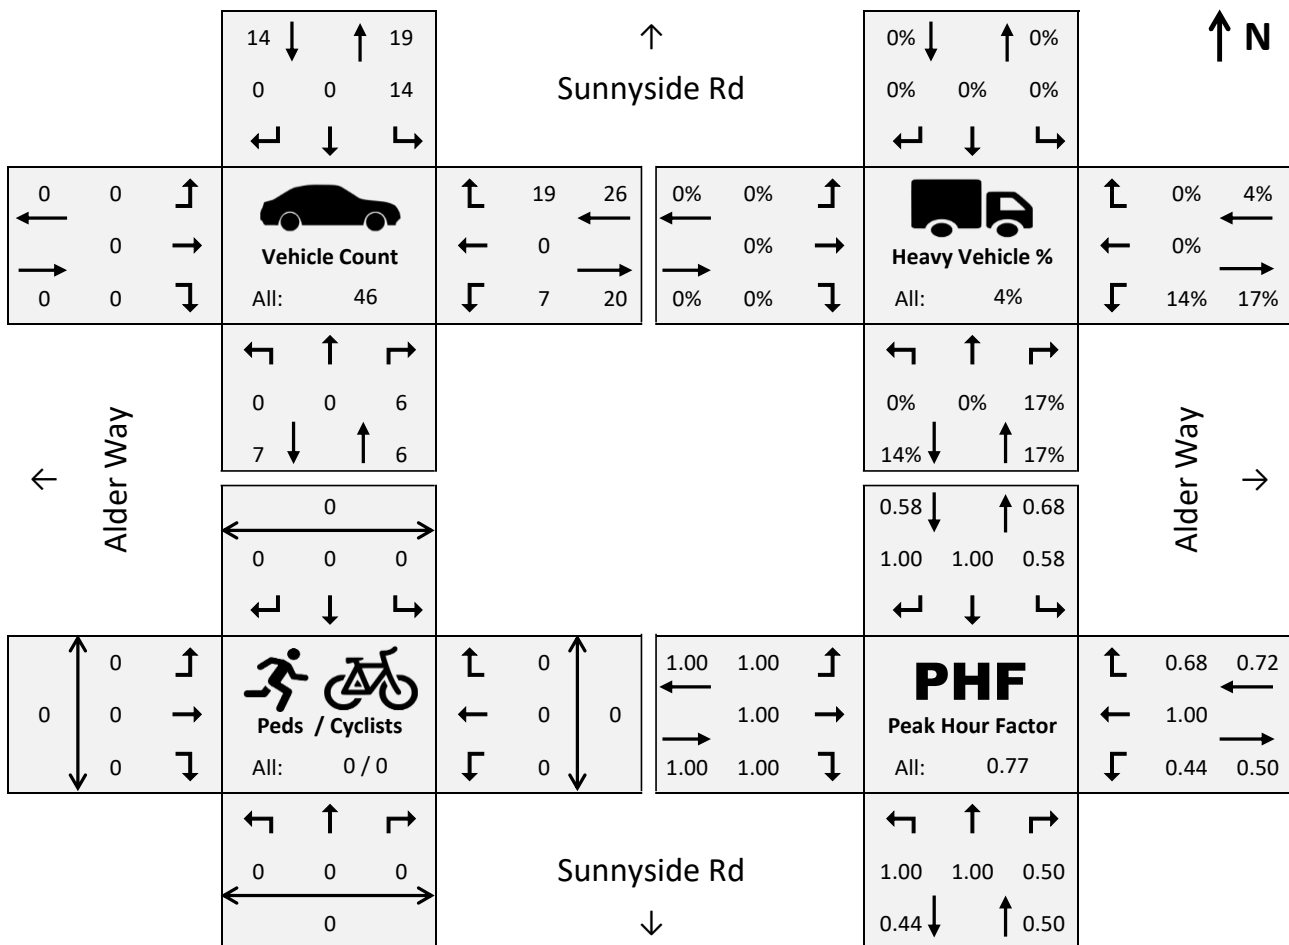 14 19 0% 0% N
Sunnyside Rd
0 0 14 0% 0% 0%
0 0 19 26 0% 0% 0% 4%
0 0 0% 0%
Vehicle Count Heavy Vehicle %
0 0 All: 46 7 20 0% 0% All: 4% 14% 17%
0 0 6 0% 0% 17%
7 6 14% 17%
Alder Way Alder Way
0 0.58 0.68
0 0 0 1.00 1.00 0.58
0 0 1.00 1.00 PHF 0.68 0.72
0 0 Peds / Cyclists 0 0 1.00 Peak Hour Factor 1.00
0 All: 0 / 0 0 1.00 1.00 All: 0.77 0.44 0.50
0 0 0 Sunnyside Rd 1.00 1.00 0.50
0 0.44 0.50